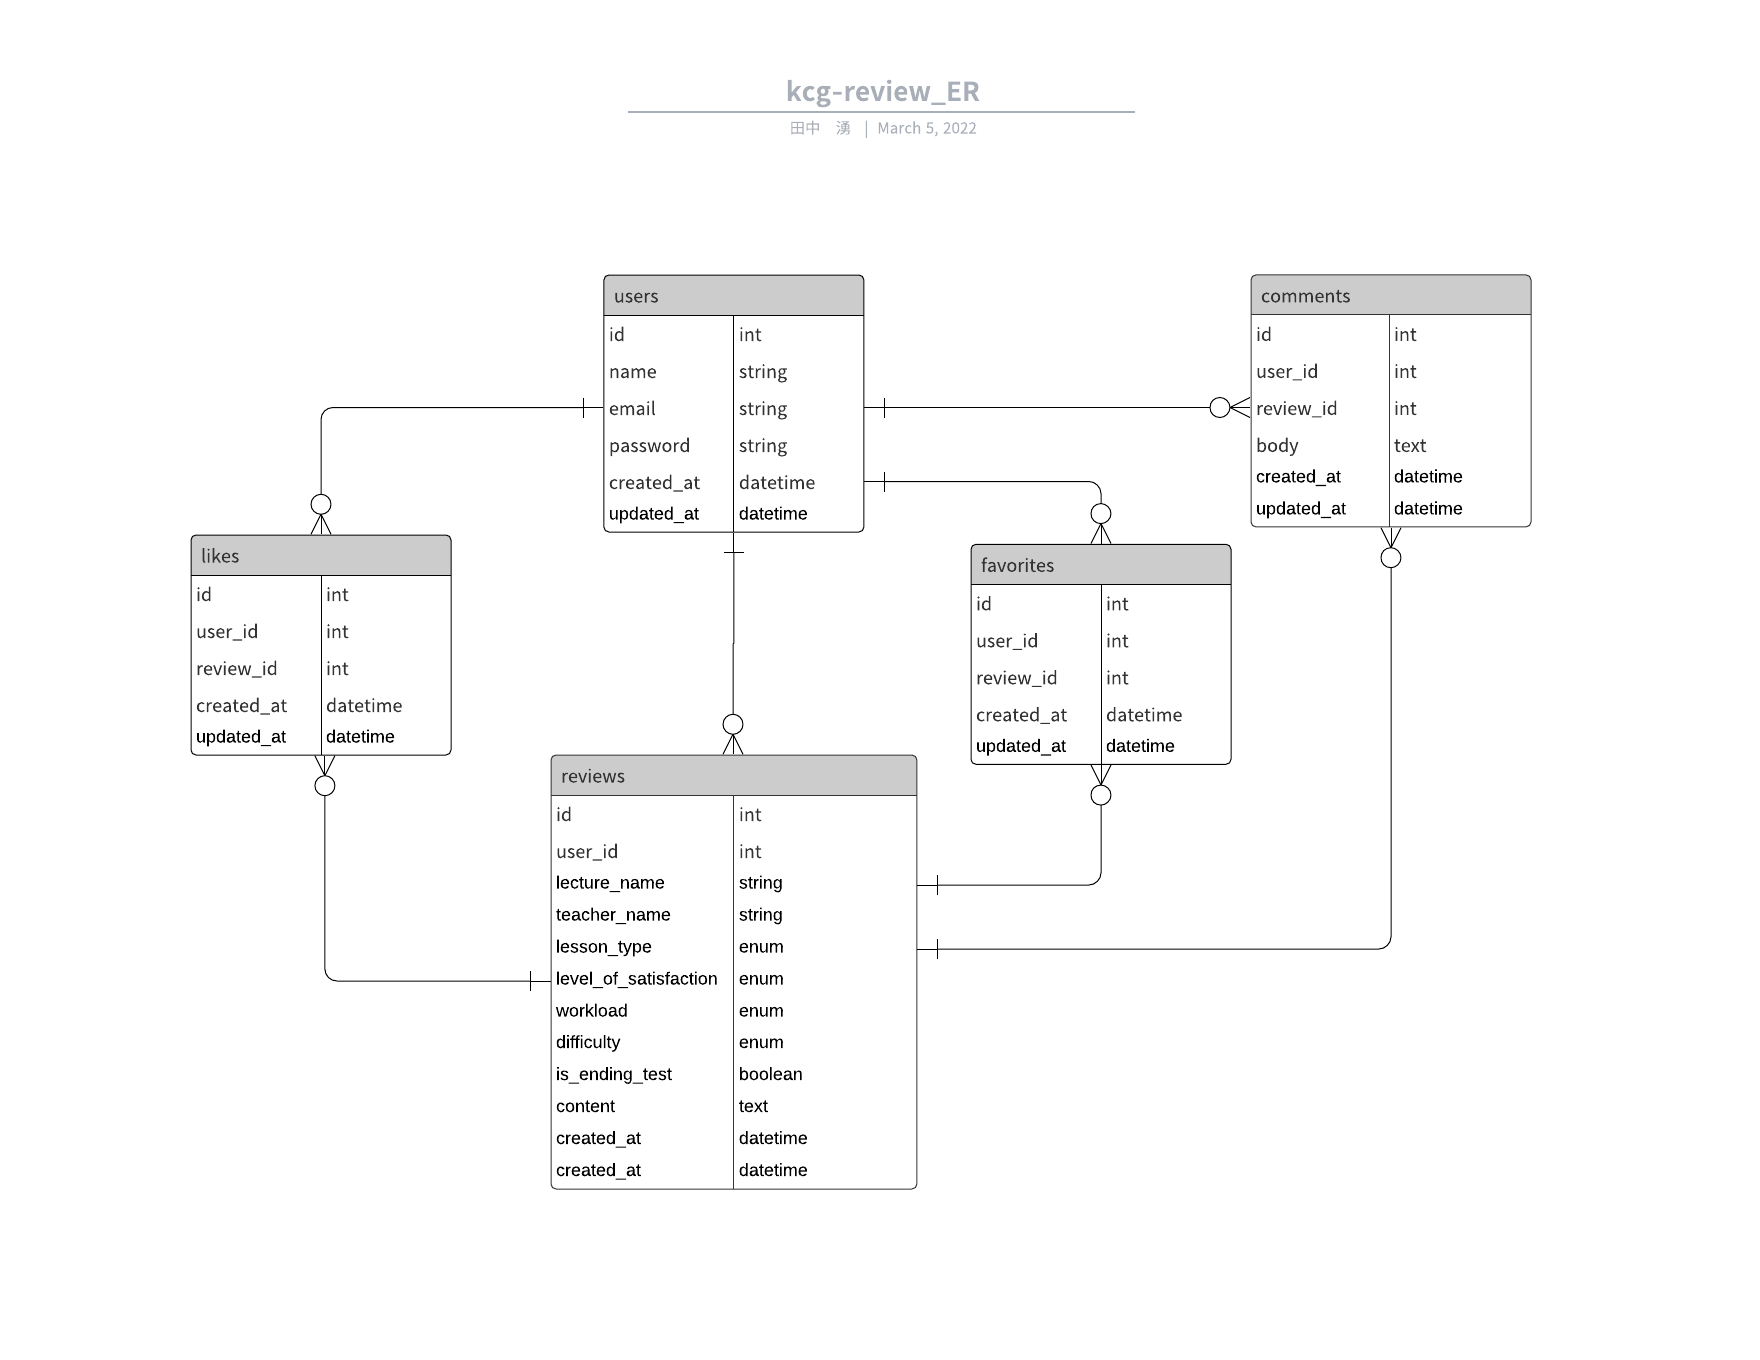 kcg-review_ER
田中　湧 | March 5, 2022
users
id int
name string
email string
password string
created_at datetime
updated_at datetime
comments
id int
user_id int
review_id int
body text
created_at datetime
updated_at datetime
likes
id int
user_id int
review_id int
created_at datetime
updated_at datetime
favorites
id int
user_id int
review_id int
created_at datetime
updated_at datetime
reviews
id int
user_id int
lecture_name string
teacher_name string
lesson_type enum
level_of_satisfaction enum
workload enum
difficulty enum
is_ending_test boolean
content text
created_at datetime
created_at datetime